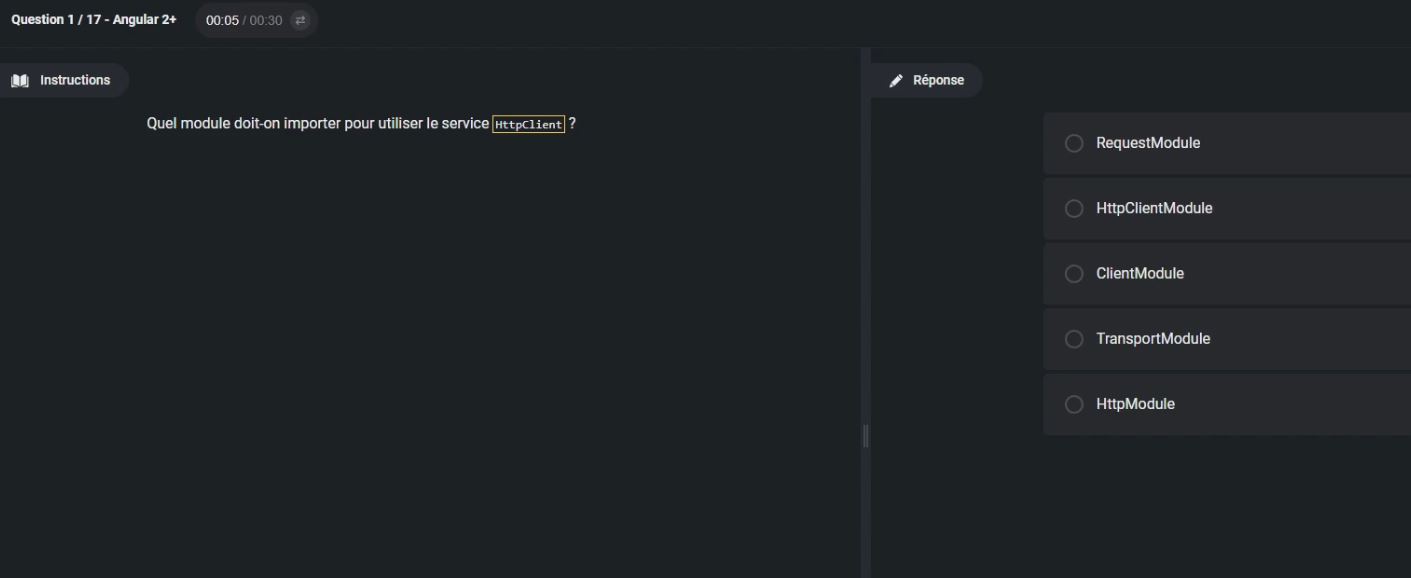 Question 1 / 17 - Angular 2+
00:05 / 00:30
Instructions
Quel module doit-on importer pour utiliser le service HttpClient ?
Réponse
RequestModule
HttpClientModule
ClientModule
TransportModule
HttpModule